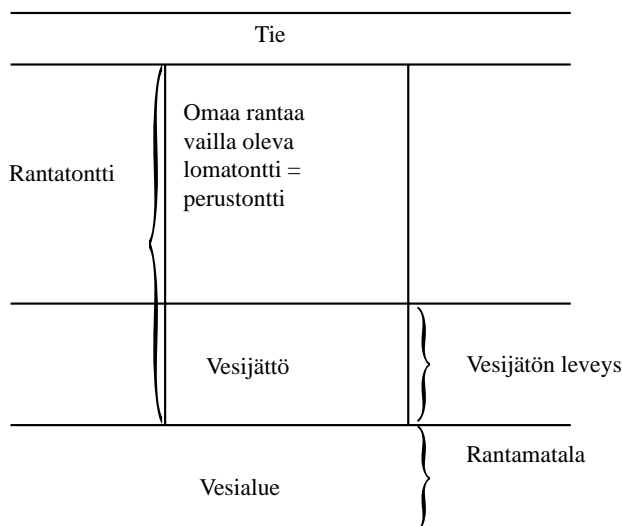 Tie
Omaa rantaa
vailla oleva
lomatontti =
perustontti
Rantatontti
Vesijättö
Vesijätön leveys
Rantamatala
Vesialue